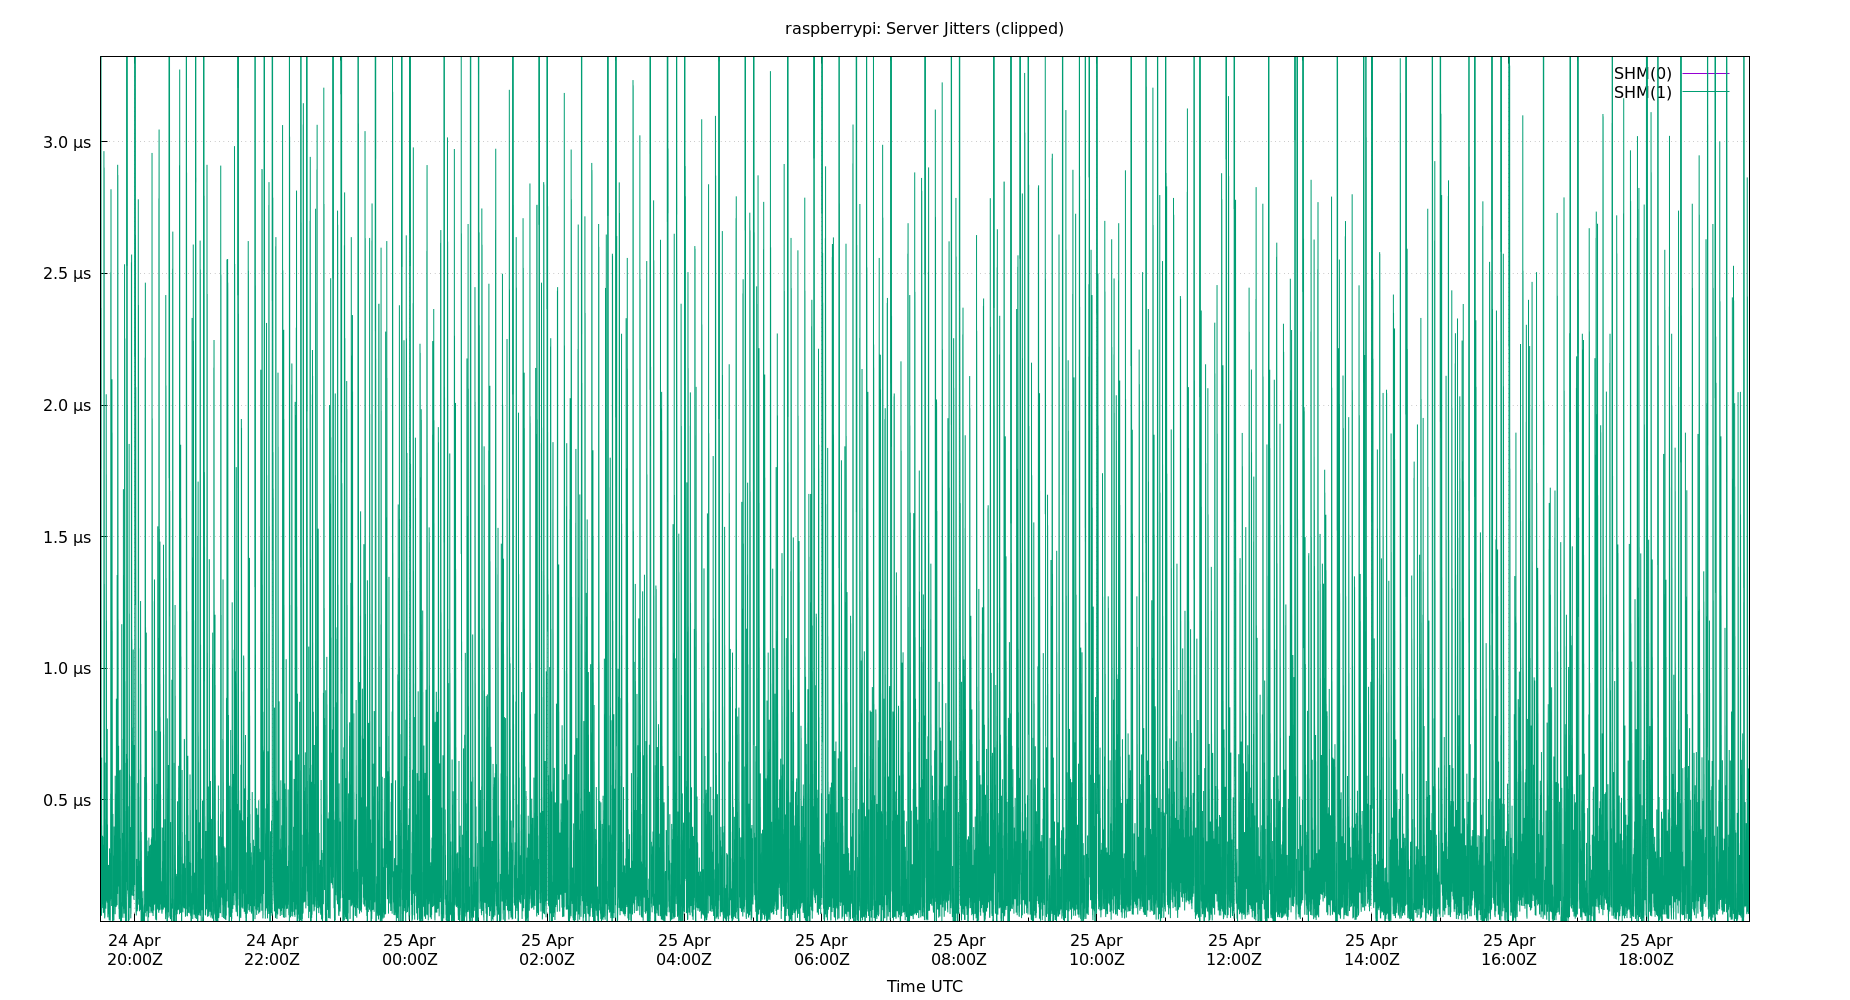 raspberrypi: Server Jitters (clipped)
SHM(0)
SHM(1)
3.0 µs
2.5 µs
2.0 µs
1.5 µs
1.0 µs
0.5 µs
24 Apr 24 Apr 25 Apr 25 Apr 25 Apr 25 Apr 25 Apr 25 Apr 25 Apr 25 Apr 25 Apr 25 Apr
20:00Z 22:00Z 00:00Z 02:00Z 04:00Z 06:00Z 08:00Z 10:00Z 12:00Z 14:00Z 16:00Z 18:00Z
Time UTC